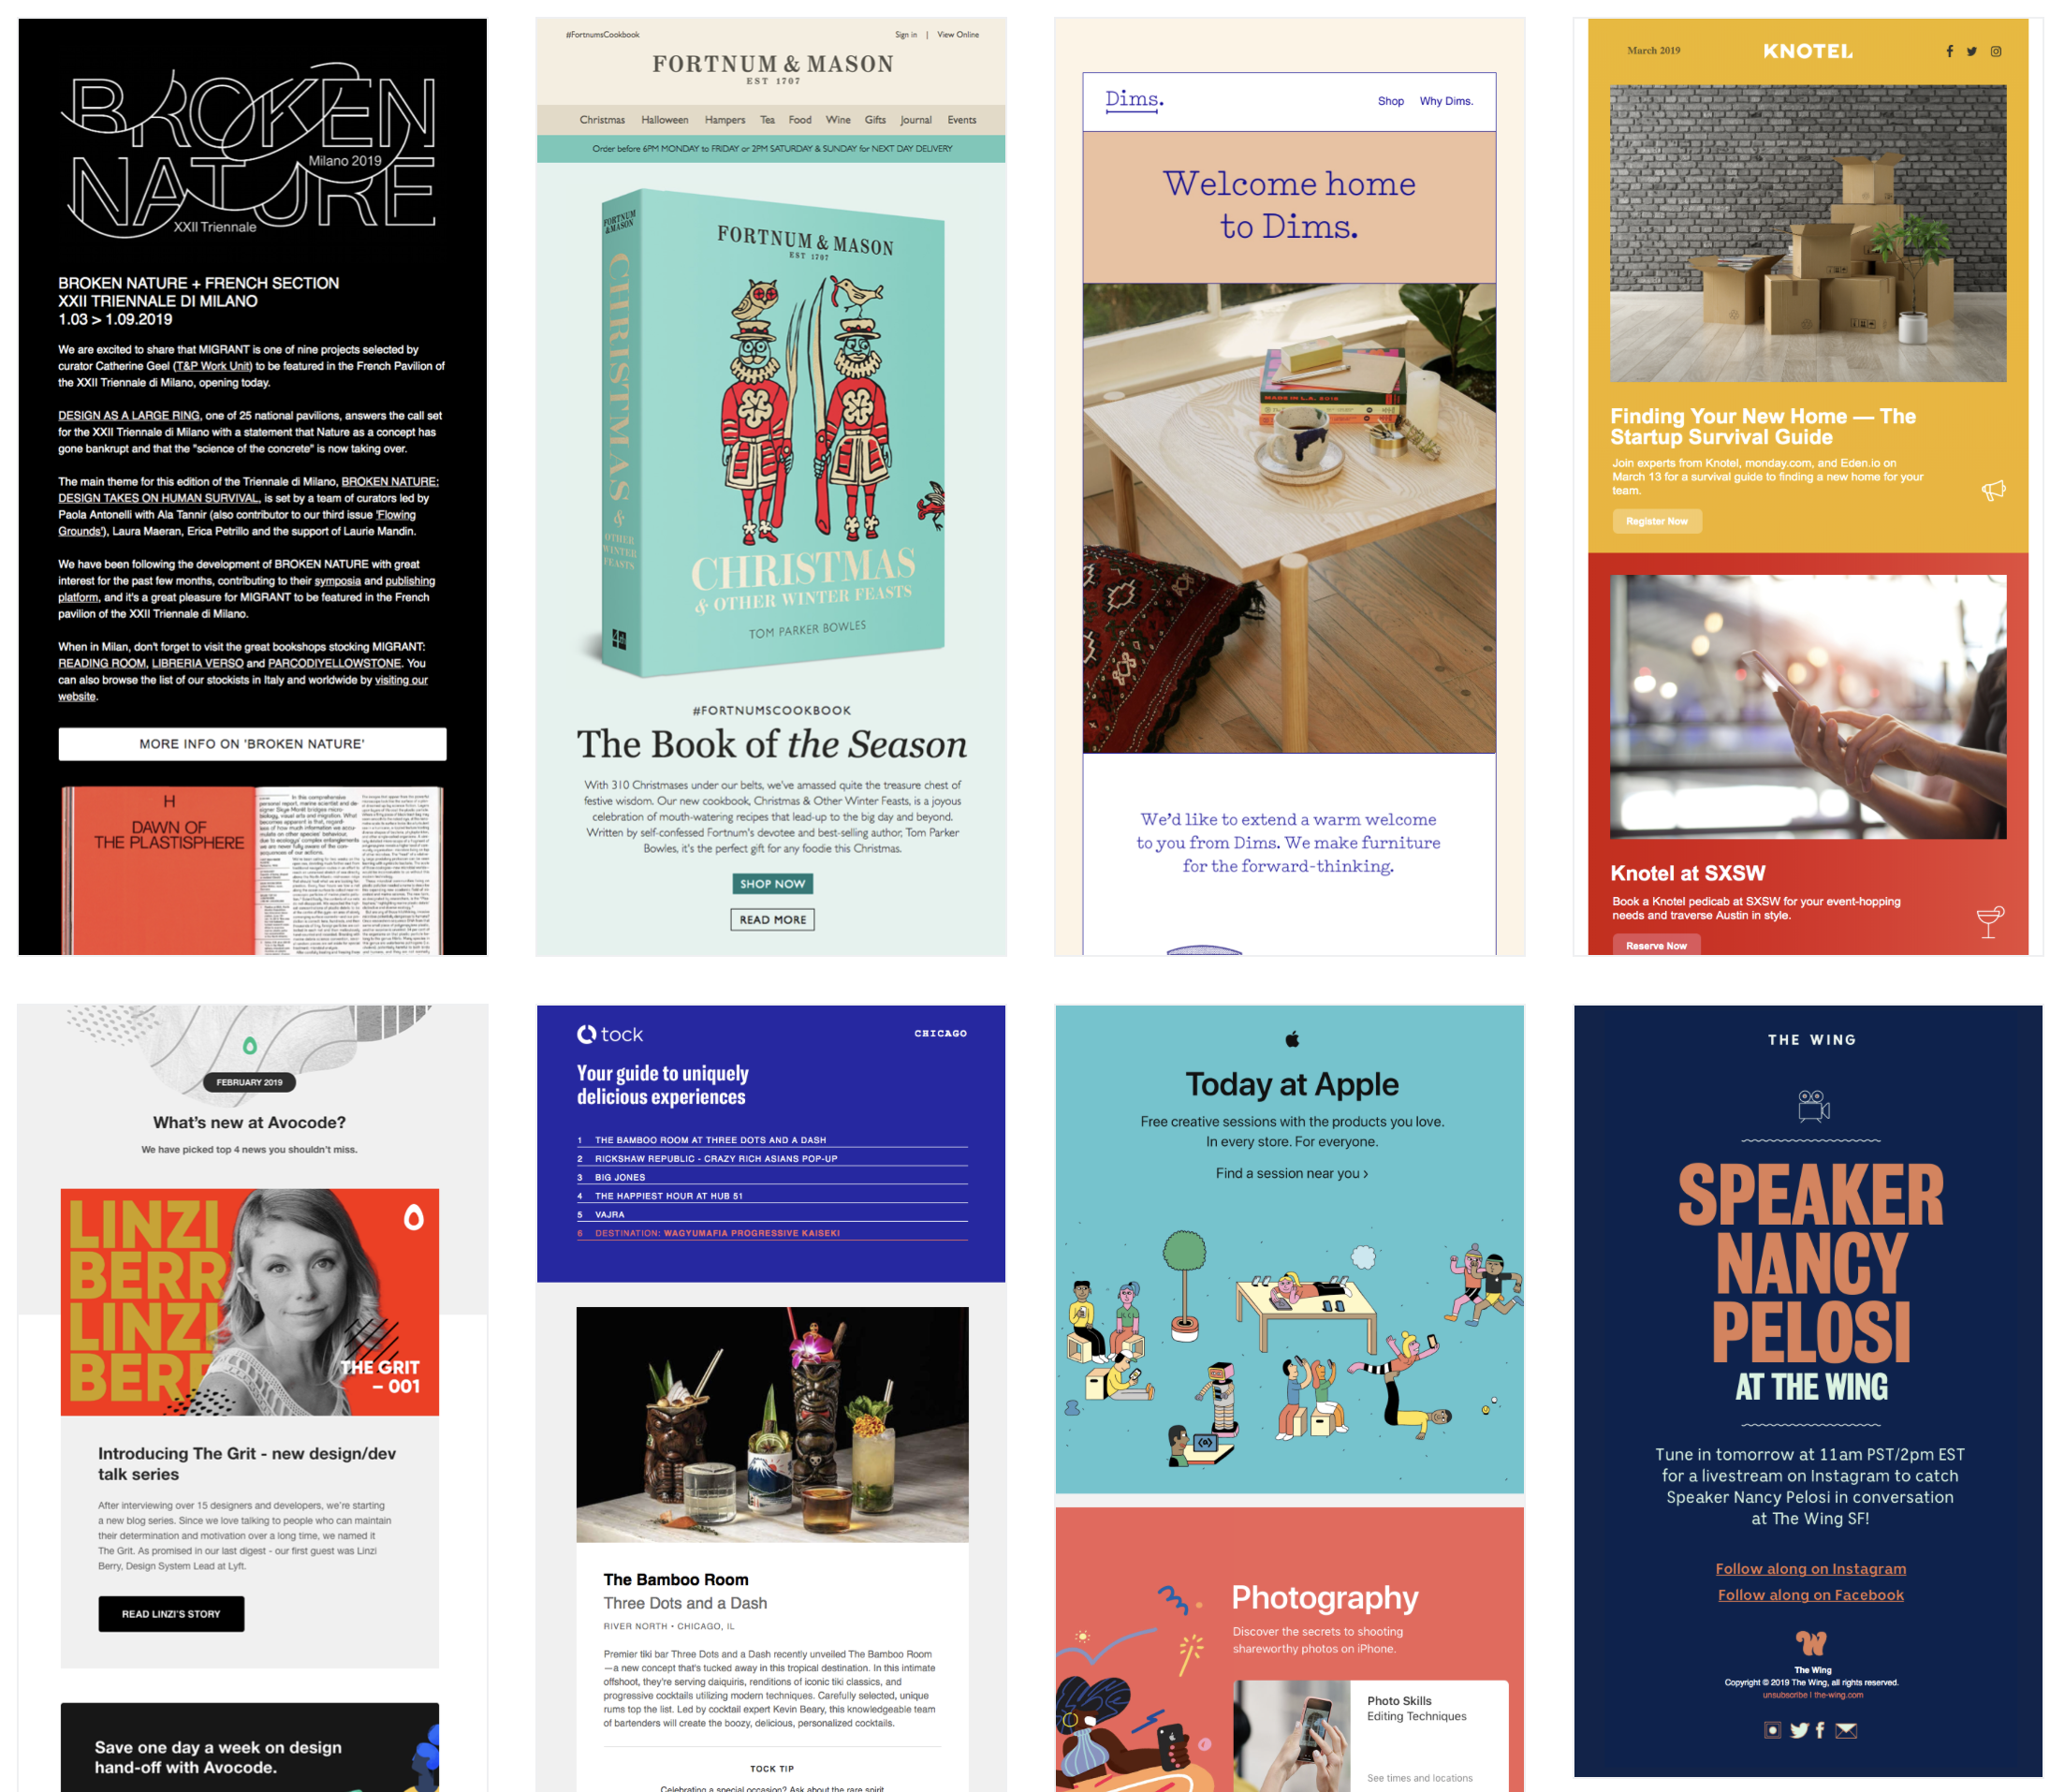 BROKEN
Milano 2019
NATURE
XXII Triennale
BROKEN NATURE + FRENCH SECTION
XXII TRIENNALE DI MILANO
1.03 > 1.09.2019
We are excited to share that MIGRANT is one of nine projects selected by
curator Catherine Geel (T&P Work Unit) to be featured in the French Pavilion of
the XXII Triennale di Milano, opening today.
DESIGN AS A LARGE RING, one of 25 national pavilions, answers the call set
for the XXII Triennale di Milano with a statement that Nature as a concept has
gone bankrupt and that the "science of the concrete" is now taking over.
The main theme for this edition of the Triennale di Milano, BROKEN NATURE:
DESIGN TAKES ON HUMAN SURVIVAL, is set by a team of curators led by
Paola Antonelli with Ala Tannir (also contributor to our third issue 'Flowing
Grounds'), Laura Maeran, Erica Petrillo and the support of Laurie Mandin.
We have been following the development of BROKEN NATURE with great
interest for the past few months, contributing to their symposia and publishing
platform, and it's a great pleasure for MIGRANT to be featured in the French
pavilion of the XXII Triennale di Milano.
When in Milan, don't forget to visit the great bookshops stocking MIGRANT:
READING ROOM, LIBRERIA VERSO and PARCODIYELLOWSTONE. You
can also browse the list of our stockists in Italy and worldwide by visiting our
website.
MORE INFO ON 'BROKEN NATURE'
H
DAWN OF
THE PLASTISPHERE
#FortnumsCookbook
Sign in | View Online
FORTNUM & MASON
EST 1707
Christmas Halloween Hampers Tea Food Wine Gifts Journal Events
Order before 6PM MONDAY to FRIDAY or 2PM SATURDAY & SUNDAY for NEXT DAY DELIVERY
FORTNUM
& MASON
CHRISTMAS
&
OTHER
WINTER
FEASTS
FORTNUM & MASON
EST 1707
CHRISTMAS
& OTHER WINTER FEASTS
TOM PARKER BOWLES
#FORTNUMSCOOKBOOK
The Book of the Season
With 310 Christmases under our belts, we've amassed quite the treasure chest of
festive wisdom. Our new cookbook, Christmas & Other Winter Feasts, is a joyous
celebration of mouth-watering recipes that lead-up to the big day and beyond.
Written by self-confessed Fortnum's devotee and best-selling author, Tom Parker
Bowles, it's the perfect gift for any foodie this Christmas.
SHOP NOW
READ MORE
Dims.
Shop Why Dims.
Welcome home
to Dims.
MADE IN L.A. 2018
We'd like to extend a warm welcome
to you from Dims. We make furniture
for the forward-thinking.
March 2019
KNOTEL
Finding Your New Home — The
Startup Survival Guide
Join experts from Knotel, monday.com, and Eden.io on
March 13 for a survival guide to finding a new home for your
team.
Register Now
Knotel at SXSW
Book a Knotel pedicab at SXSW for your event-hopping
needs and traverse Austin in style.
Reserve Now
FEBRUARY 2019
What's new at Avocode?
We have picked top 4 news you shouldn't miss.
LINZI
BERR
LINZI
BERR
THE GRIT
– 001
Introducing The Grit - new design/dev
talk series
After interviewing over 15 designers and developers, we're starting
a new blog series. Since we love talking to people who can maintain
their determination and motivation over a long time, we named it
The Grit. As promised in our last digest - our first guest was Linzi
Berry, Design System Lead at Lyft.
READ LINZI'S STORY
Save one day a week on design
hand-off with Avocode.
tock
CHICAGO
Your guide to uniquely
delicious experiences
1 THE BAMBOO ROOM AT THREE DOTS AND A DASH
2 RICKSHAW REPUBLIC - CRAZY RICH ASIANS POP-UP
3 BIG JONES
4 THE HAPPIEST HOUR AT HUB 51
5 VAJRA
6 DESTINATION: WAGYUMAFIA PROGRESSIVE KAISEKI
The Bamboo Room
Three Dots and a Dash
RIVER NORTH • CHICAGO, IL
Premier tiki bar Three Dots and a Dash recently unveiled The Bamboo Room
—a new concept that's tucked away in this tropical destination. In this intimate
offshoot, they're serving daiquiris, renditions of iconic tiki classics, and
progressive cocktails utilizing modern techniques. Carefully selected, unique
rums top the list. Led by cocktail expert Kevin Beary, this knowledgeable team
of bartenders will create the boozy, delicious, personalized cocktails.
TOCK TIP
Celebrating a special occasion? Ask about the rare spirit
Today at Apple
Free creative sessions with the products you love.
In every store. For everyone.
Find a session near you ›
Photography
Discover the secrets to shooting
shareworthy photos on iPhone.
Photo Skills
Editing Techniques
See times and locations
THE WING
SPEAKER
NANCY
PELOSI
AT THE WING
Tune in tomorrow at 11am PST/2pm EST
for a livestream on Instagram to catch
Speaker Nancy Pelosi in conversation
at The Wing SF!
Follow along on Instagram
Follow along on Facebook
W
The Wing
Copyright © 2019 The Wing, all rights reserved.
unsubscribe | the-wing.com